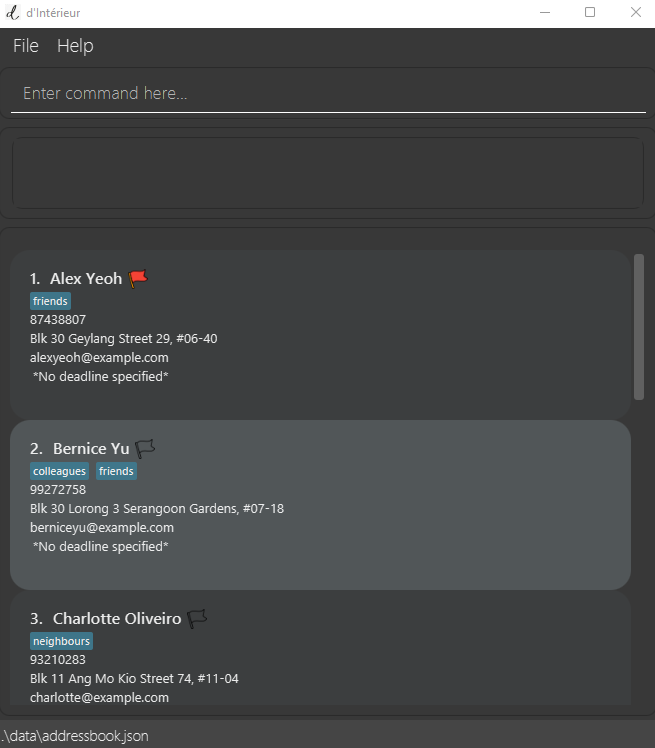 d'Intérieur
File Help
Enter command here...
1. Alex Yeoh
friends
87438807
Blk 30 Geylang Street 29, #06-40
alexyeoh@example.com
*No deadline specified*
2. Bernice Yu
colleagues friends
99272758
Blk 30 Lorong 3 Serangoon Gardens, #07-18
berniceyu@example.com
*No deadline specified*
3. Charlotte Oliveiro
neighbours
93210283
Blk 11 Ang Mo Kio Street 74, #11-04
charlotte@example.com
.\data\addressbook.json